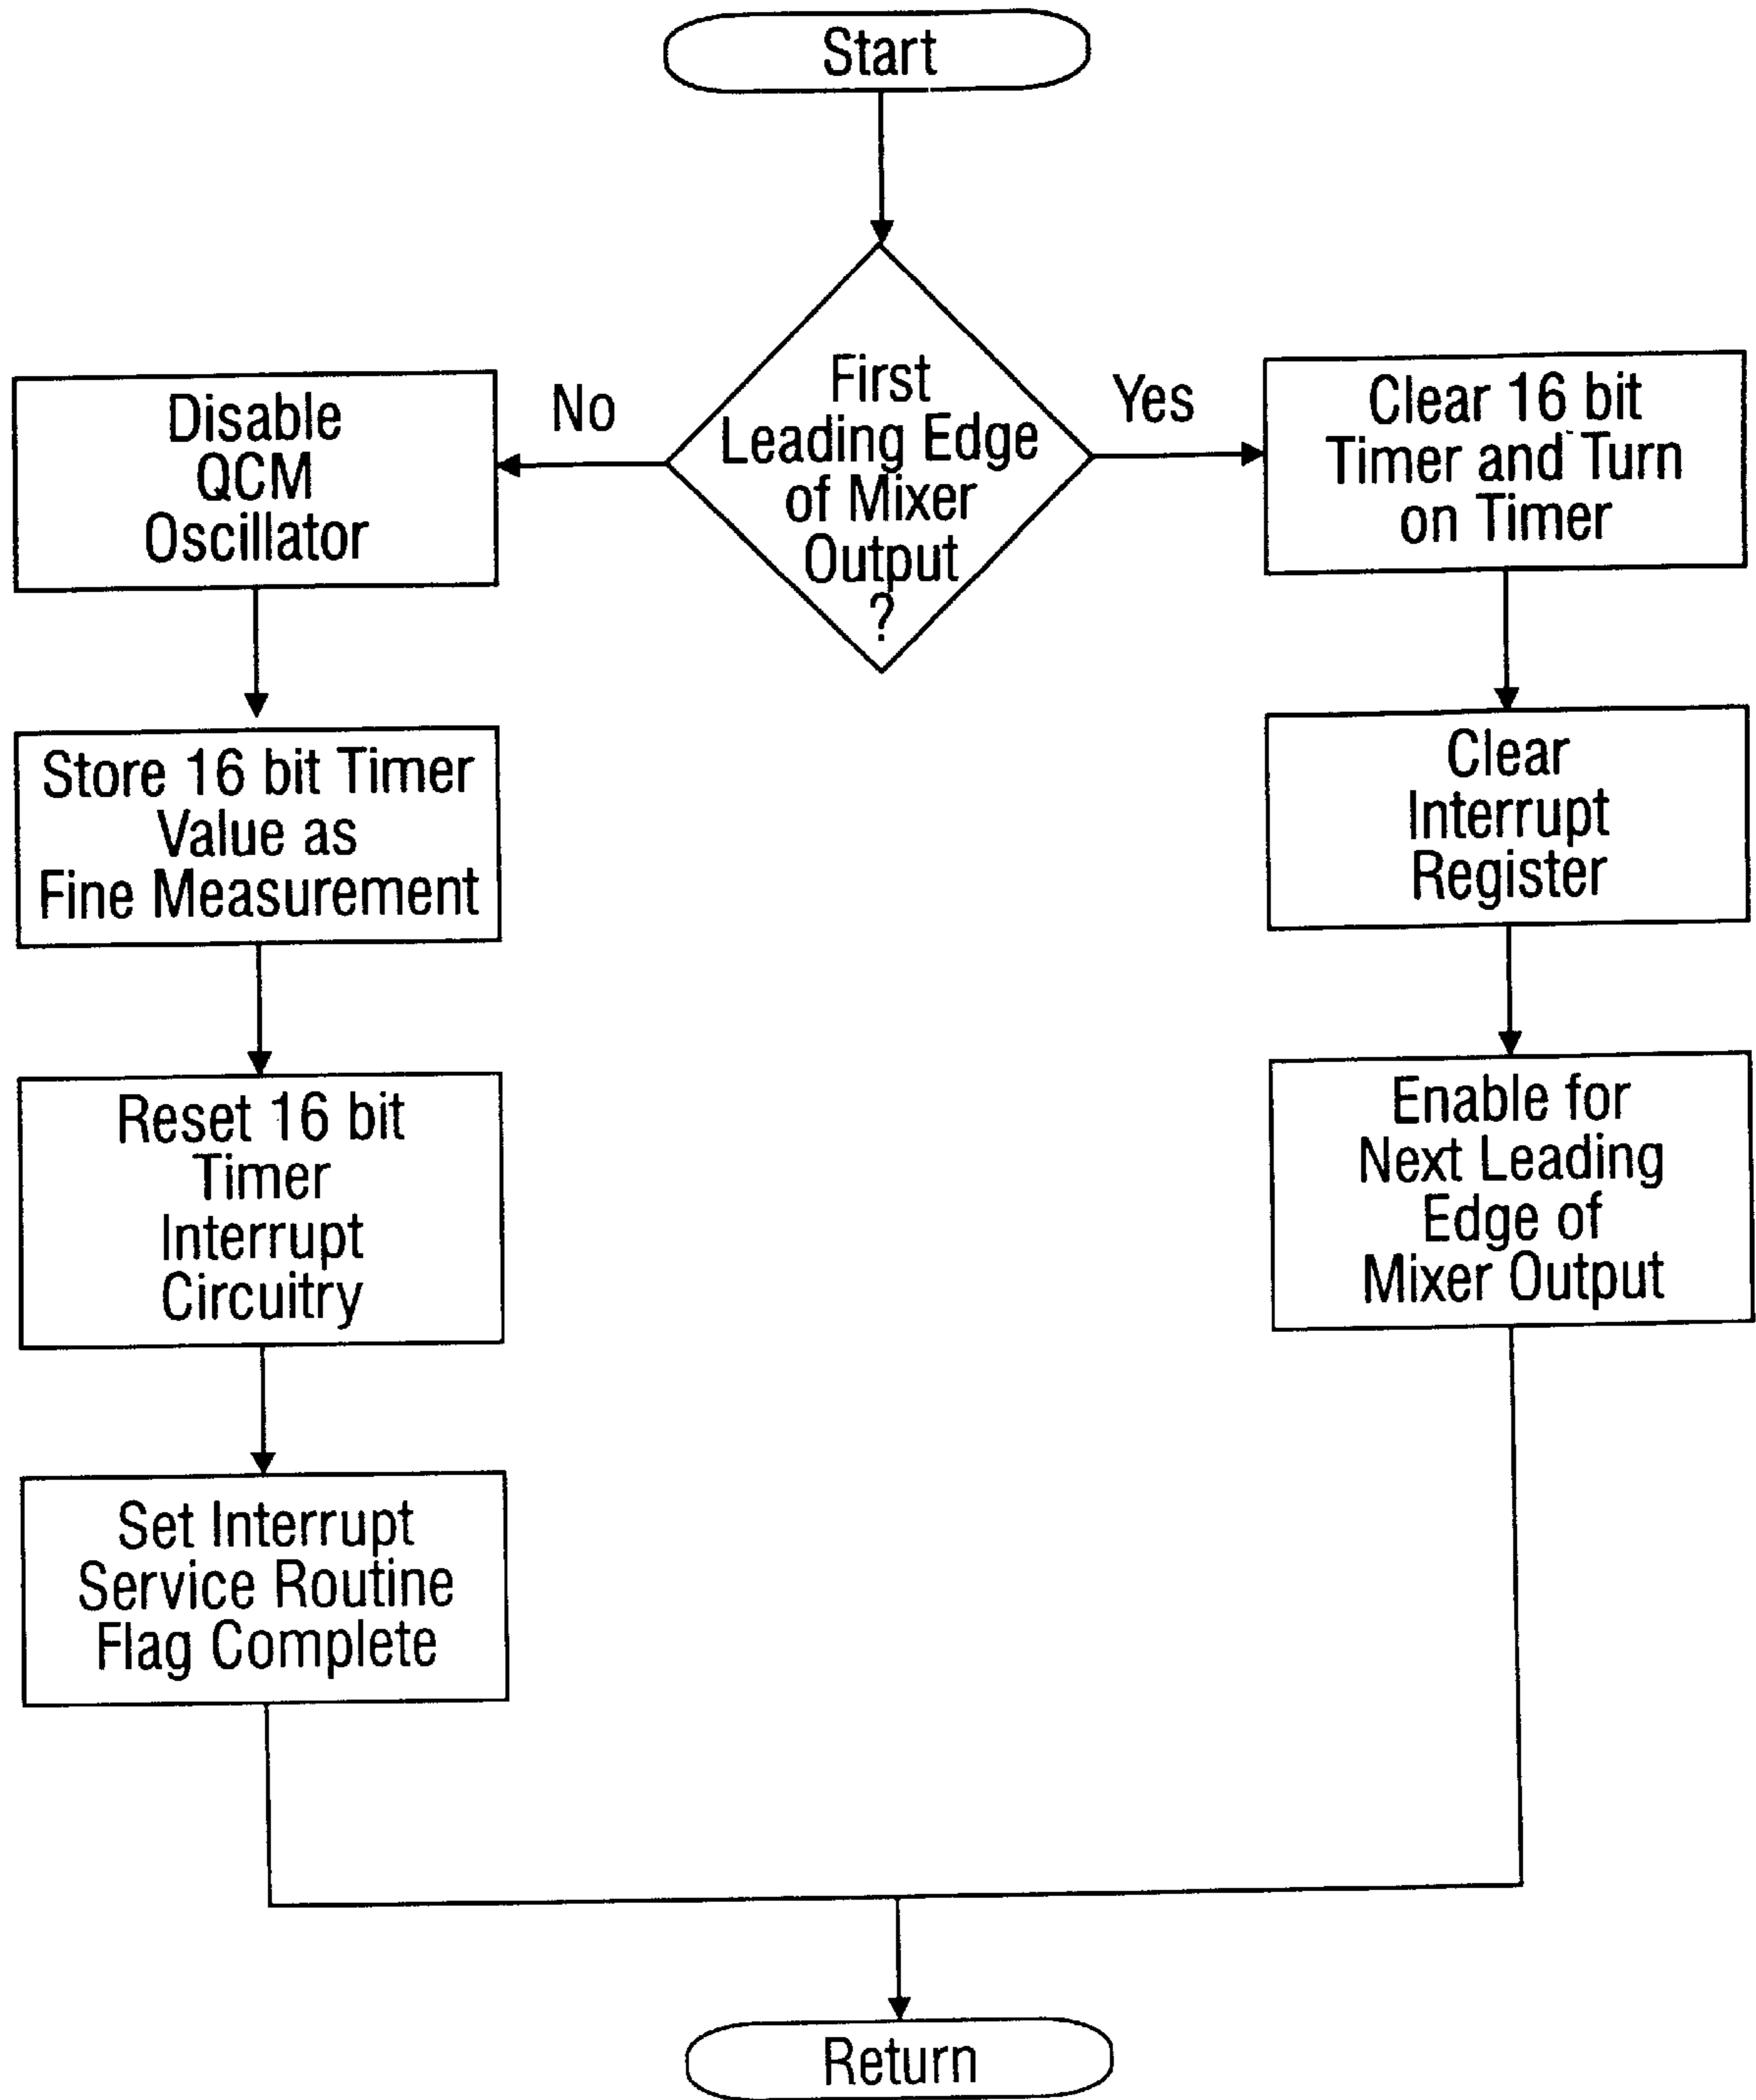 Start
First
Leading Edge
of Mixer
Output
?
No
Yes
Disable
QCM
Oscillator
Store 16 bit Timer
Value as
Fine Measurement
Reset 16 bit
Timer
Interrupt
Circuitry
Set Interrupt
Service Routine
Flag Complete
Clear 16 bit
Timer and Turn
on Timer
Clear
Interrupt
Register
Enable for
Next Leading
Edge of
Mixer Output
Return